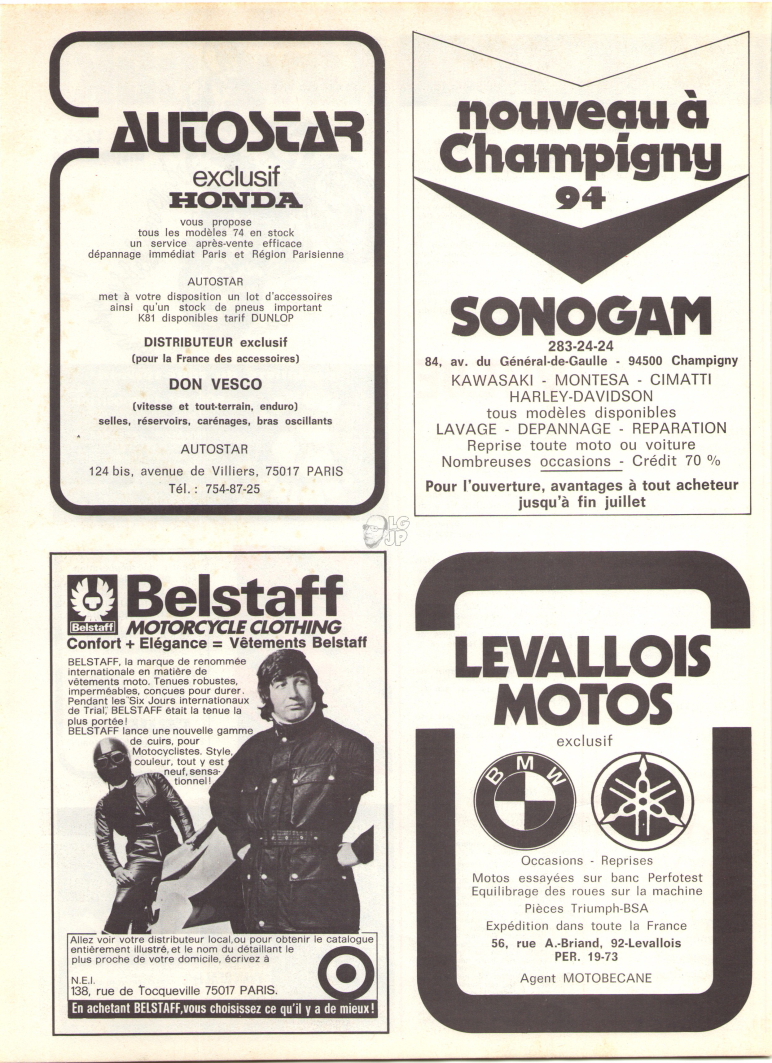 AUTOSTAR
exclusif
HONDA
vous propose
tous les modèles 74 en stock
un service après-vente efficace
dépannage immédiat Paris et Région Parisienne
AUTOSTAR
met à votre disposition un lot d'accessoires
ainsi qu'un stock de pneus important
K81 disponibles tarif DUNLOP
DISTRIBUTEUR exclusif
(pour la France des accessoires)
DON VESCO
(vitesse et tout-terrain, enduro)
selles, réservoirs, carénages, bras oscillants
AUTOSTAR
124 bis, avenue de Villiers, 75017 PARIS
Tél. : 754-87-25
nouveau à
Champigny
94
SONOGAM
283-24-24
84, av. du Général-de-Gaulle - 94500 Champigny
KAWASAKI - MONTESA - CIMATTI
HARLEY-DAVIDSON
tous modèles disponibles
LAVAGE - DEPANNAGE - REPARATION
Reprise toute moto ou voiture
Nombreuses occasions - Crédit 70 %
Pour l'ouverture, avantages à tout acheteur
jusqu'à fin juillet
LG
JP
Belstaff
Belstaff
MOTORCYCLE CLOTHING
Confort + Elégance = Vêtements Belstaff
BELSTAFF, la marque de renommée
internationale en matière de
vêtements moto. Tenues robustes,
imperméables, conçues pour durer.
Pendant les "Six Jours internationaux
de Trial," BELSTAFF était la tenue la
plus portée!
BELSTAFF lance une nouvelle gamme
de cuirs, pour
Motocyclistes. Style,
couleur, tout y est
neuf, sensa-
tionnel!
Allez voir votre distributeur local, ou pour obtenir le catalogue
entièrement illustré, et le nom du détaillant le
plus proche de votre domicile, écrivez à
N.E.I.
138, rue de Tocqueville 75017 PARIS.
En achetant BELSTAFF, vous choisissez ce qu'il y a de mieux!
LEVALLOIS
MOTOS
exclusif
BMW
Occasions - Reprises
Motos essayées sur banc Perfotest
Equilibrage des roues sur la machine
Pièces Triumph-BSA
Expédition dans toute la France
56, rue A.-Briand, 92-Levallois
PER. 19-73
Agent MOTOBECANE